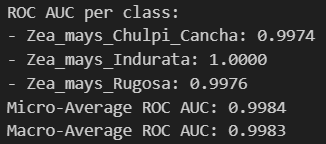 ROC AUC per class:
- Zea_mays_Chulpi_Cancha: 0.9974
- Zea_mays_Indurata: 1.0000
- Zea_mays_Rugosa: 0.9976
Micro-Average ROC AUC: 0.9984
Macro-Average ROC AUC: 0.9983